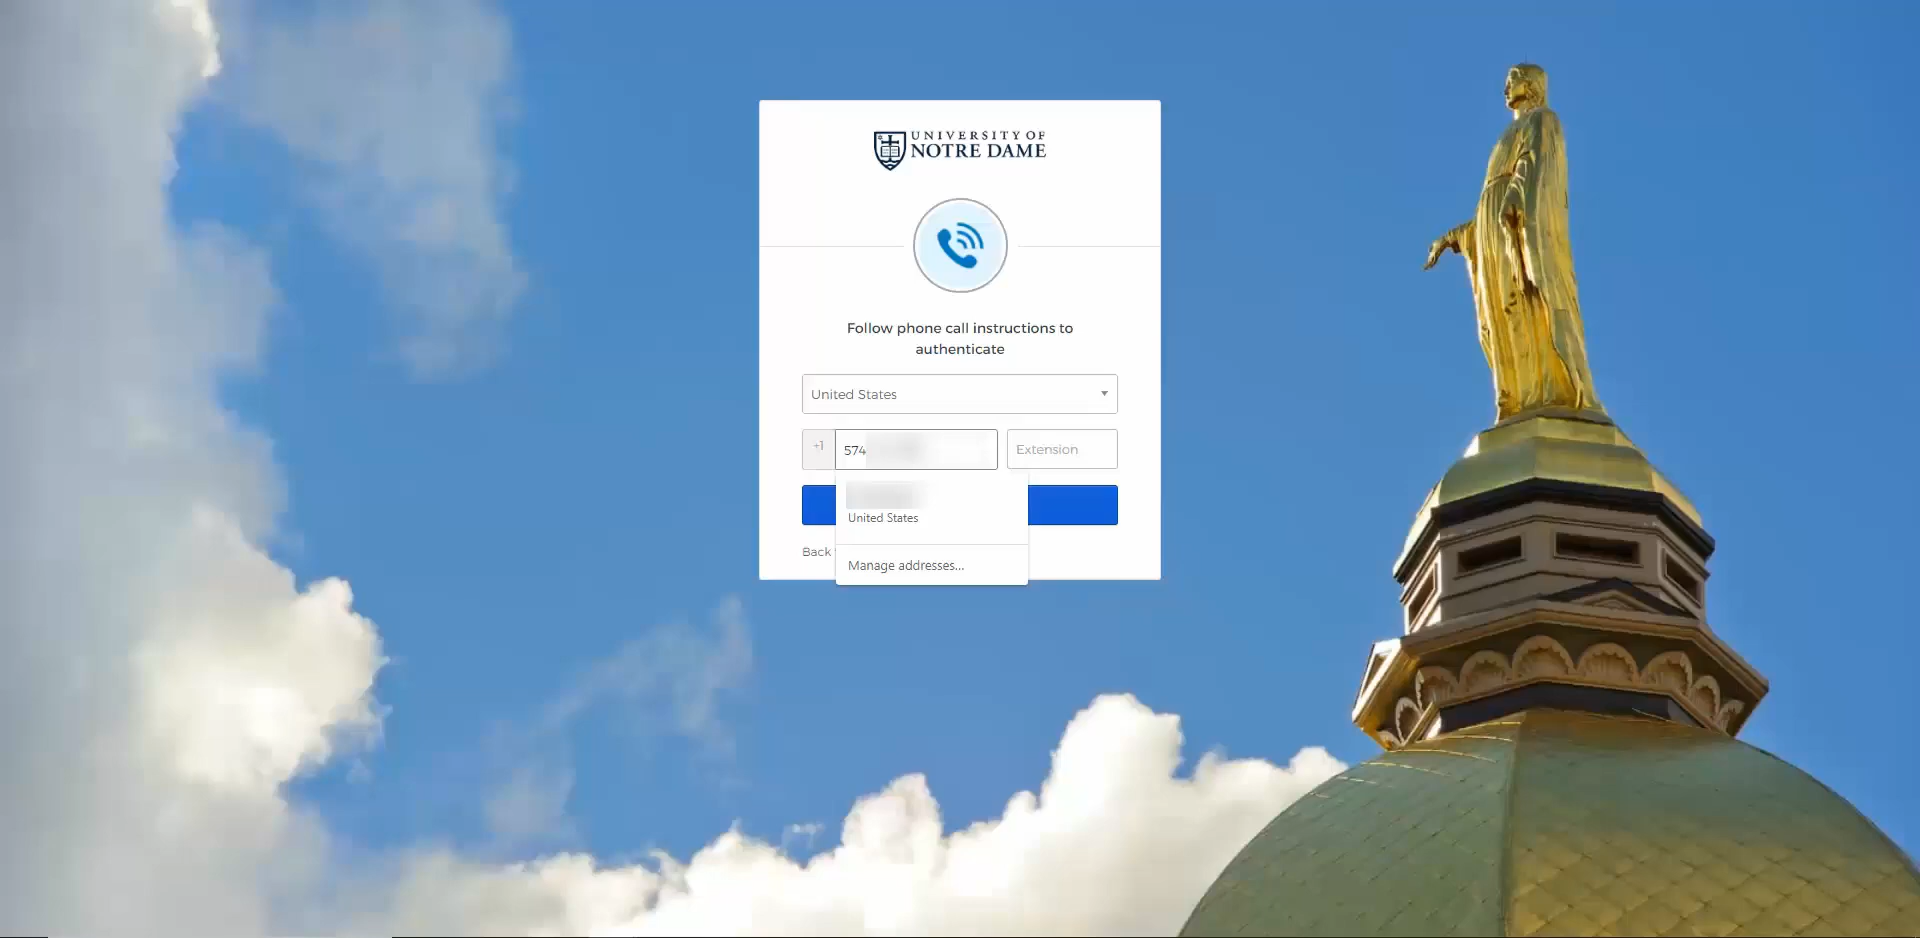 UNIVERSITY OF
NOTRE DAME
Follow phone call instructions to
authenticate
United States
+1
574
Extension
United States
Back
Manage addresses...